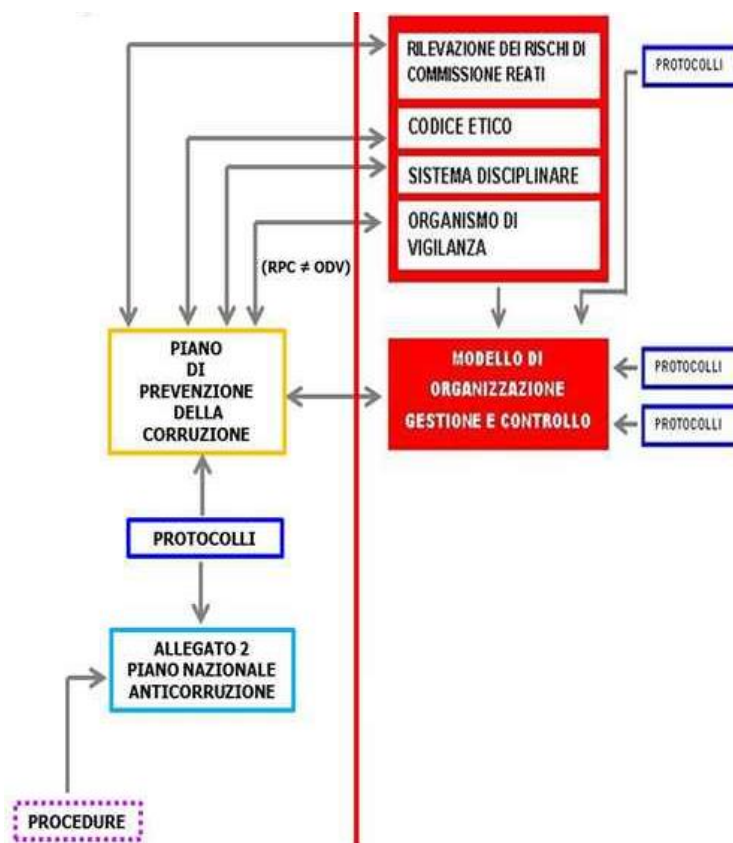 RILEVAZIONE DEI RISCHI DI
COMMISSIONE REATI
PROTOCOLLI
CODICE ETICO
SISTEMA DISCIPLINARE
ORGANISMO DI
VIGILANZA
(RPC ≠ ODV)
PIANO
DI
PREVENZIONE
DELLA
CORRUZIONE
MODELLO DI
ORGANIZZAZIONE
GESTIONE E CONTROLLO
PROTOCOLLI
PROTOCOLLI
PROTOCOLLI
ALLEGATO 2
PIANO NAZIONALE
ANTICORRUZIONE
PROCEDURE